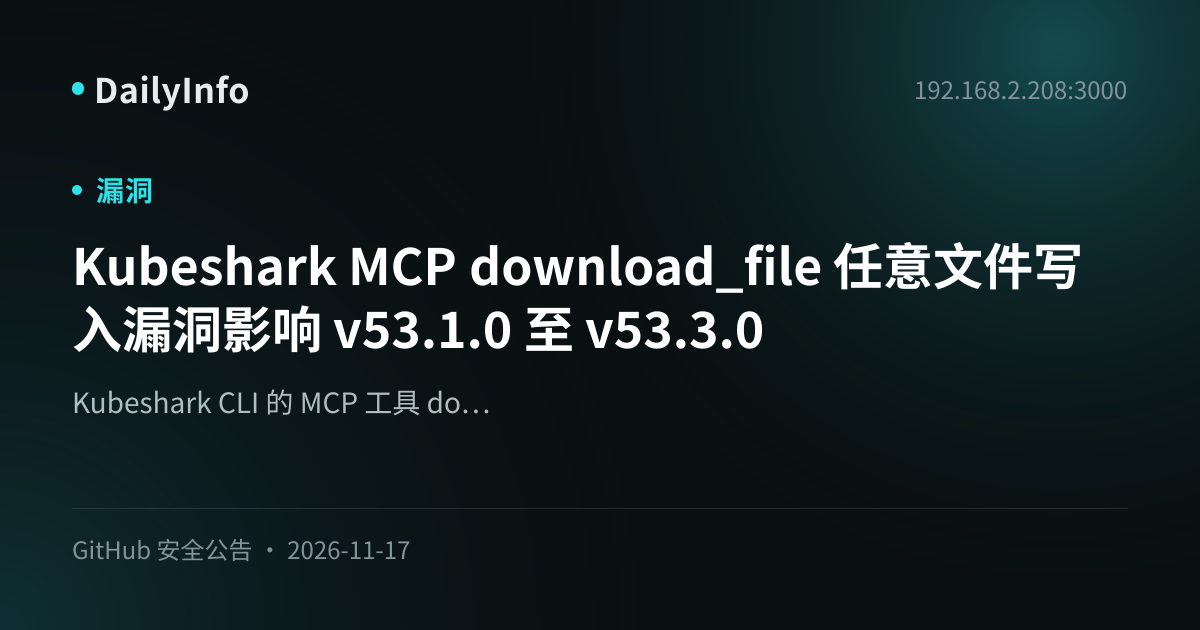 DailyInfo
192.168.2.208:3000
漏洞
Kubeshark MCP download_file 任意文件写
入漏洞影响 v53.1.0 至 v53.3.0
Kubeshark CLI 的 MCP 工具 do…
GitHub 安全公告 · 2026-11-17